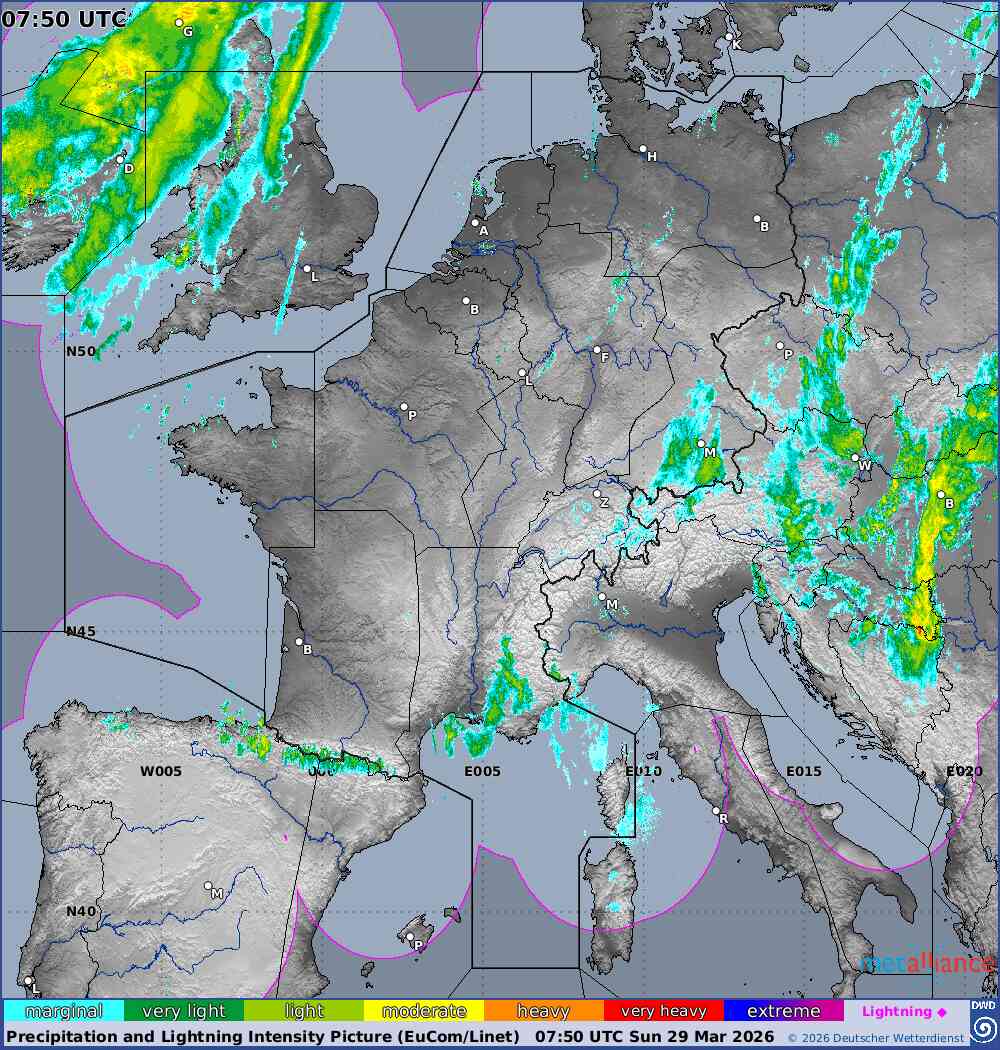 07:50 UTC
G
K
D
H
A
B
L
B
N50
F
P
L
P
M
W
Z
B
M
N45
B
W005
000
E005
E010
E015
E020
R
M
N40
P
L
metalliance
marginal very light light moderate heavy very heavy extreme Lightning ◆
DWD
Precipitation and Lightning Intensity Picture (EuCom/Linet) 07:50 UTC Sun 29 Mar 2026 © 2026 Deutscher Wetterdienst